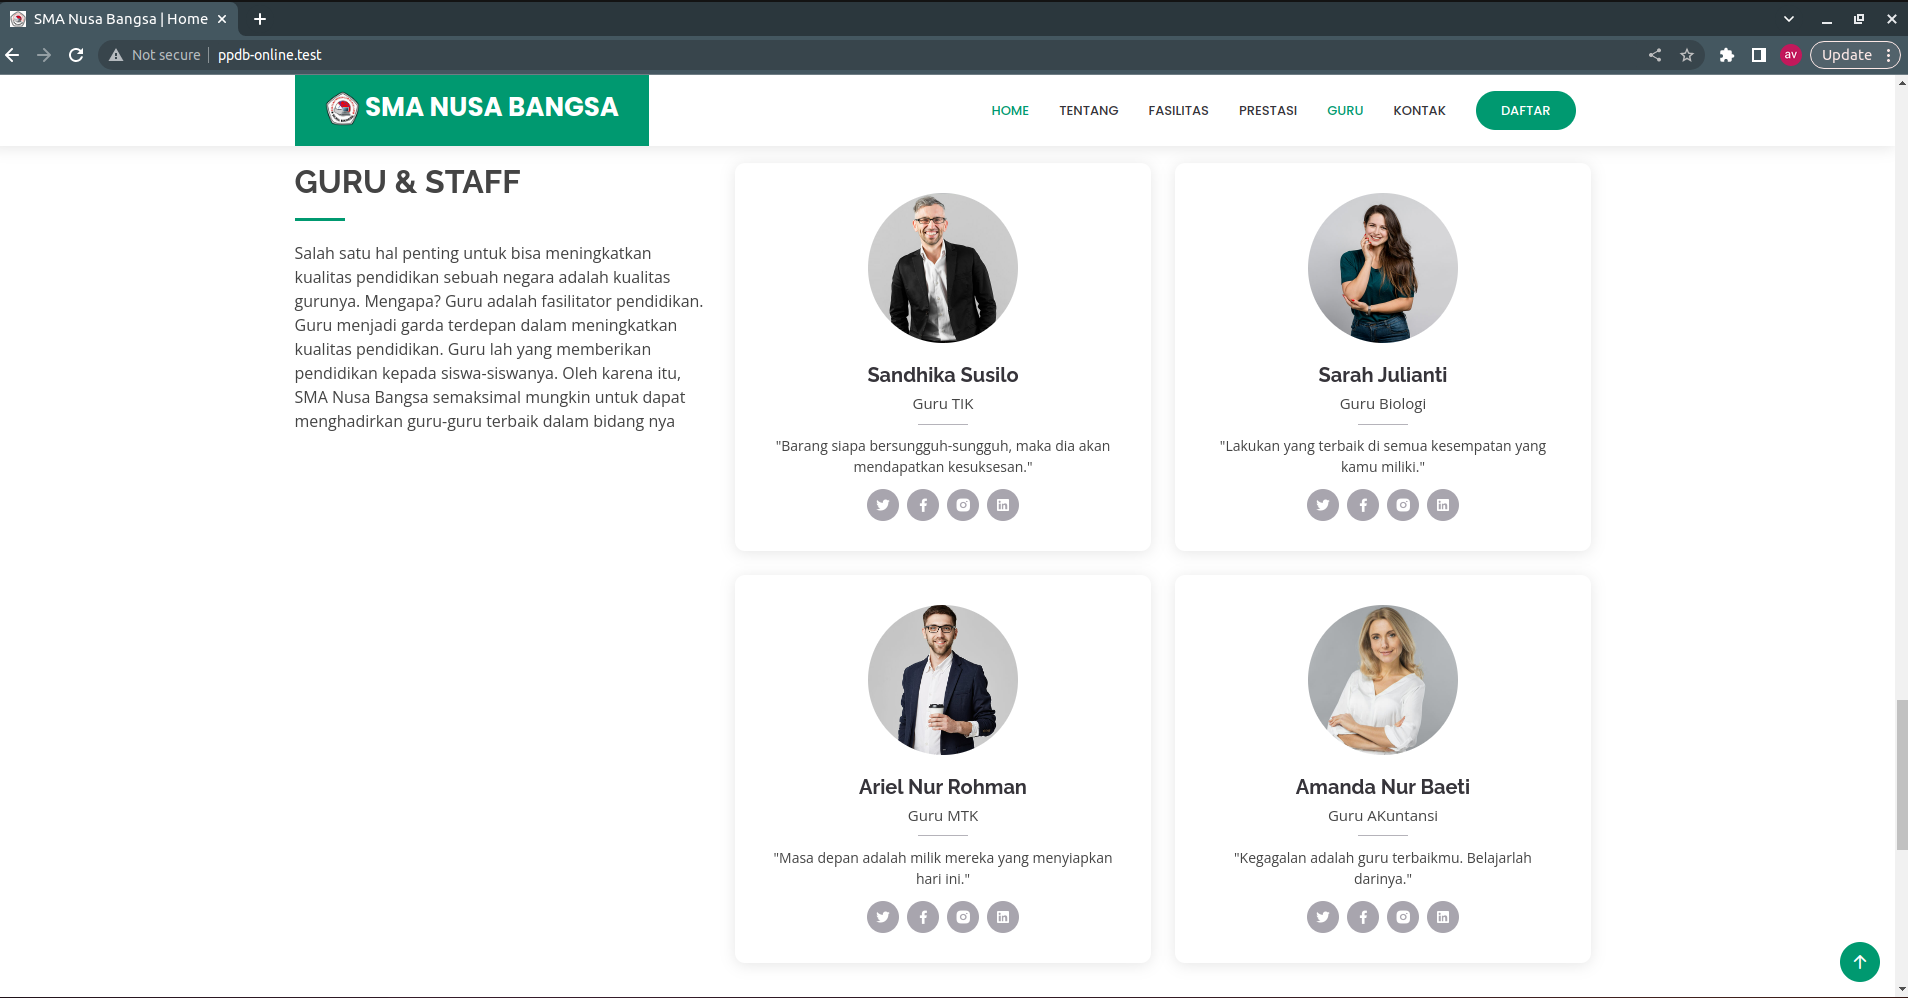 SMA Nusa Bangsa | Home
Not secure
ppdb-online.test
av
Update
SMA NUSA BANGSA
HOME
TENTANG
FASILITAS
PRESTASI
GURU
KONTAK
DAFTAR
GURU & STAFF
Salah satu hal penting untuk bisa meningkatkan
kualitas pendidikan sebuah negara adalah kualitas
gurunya. Mengapa? Guru adalah fasilitator pendidikan.
Guru menjadi garda terdepan dalam meningkatkan
kualitas pendidikan. Guru lah yang memberikan
pendidikan kepada siswa-siswanya. Oleh karena itu,
SMA Nusa Bangsa semaksimal mungkin untuk dapat
menghadirkan guru-guru terbaik dalam bidang nya
Sandhika Susilo
Guru TIK
"Barang siapa bersungguh-sungguh, maka dia akan
mendapatkan kesuksesan."
Sarah Julianti
Guru Biologi
"Lakukan yang terbaik di semua kesempatan yang
kamu miliki."
Ariel Nur Rohman
Guru MTK
"Masa depan adalah milik mereka yang menyiapkan
hari ini."
Amanda Nur Baeti
Guru AKuntansi
"Kegagalan adalah guru terbaikmu. Belajarlah
darinya."